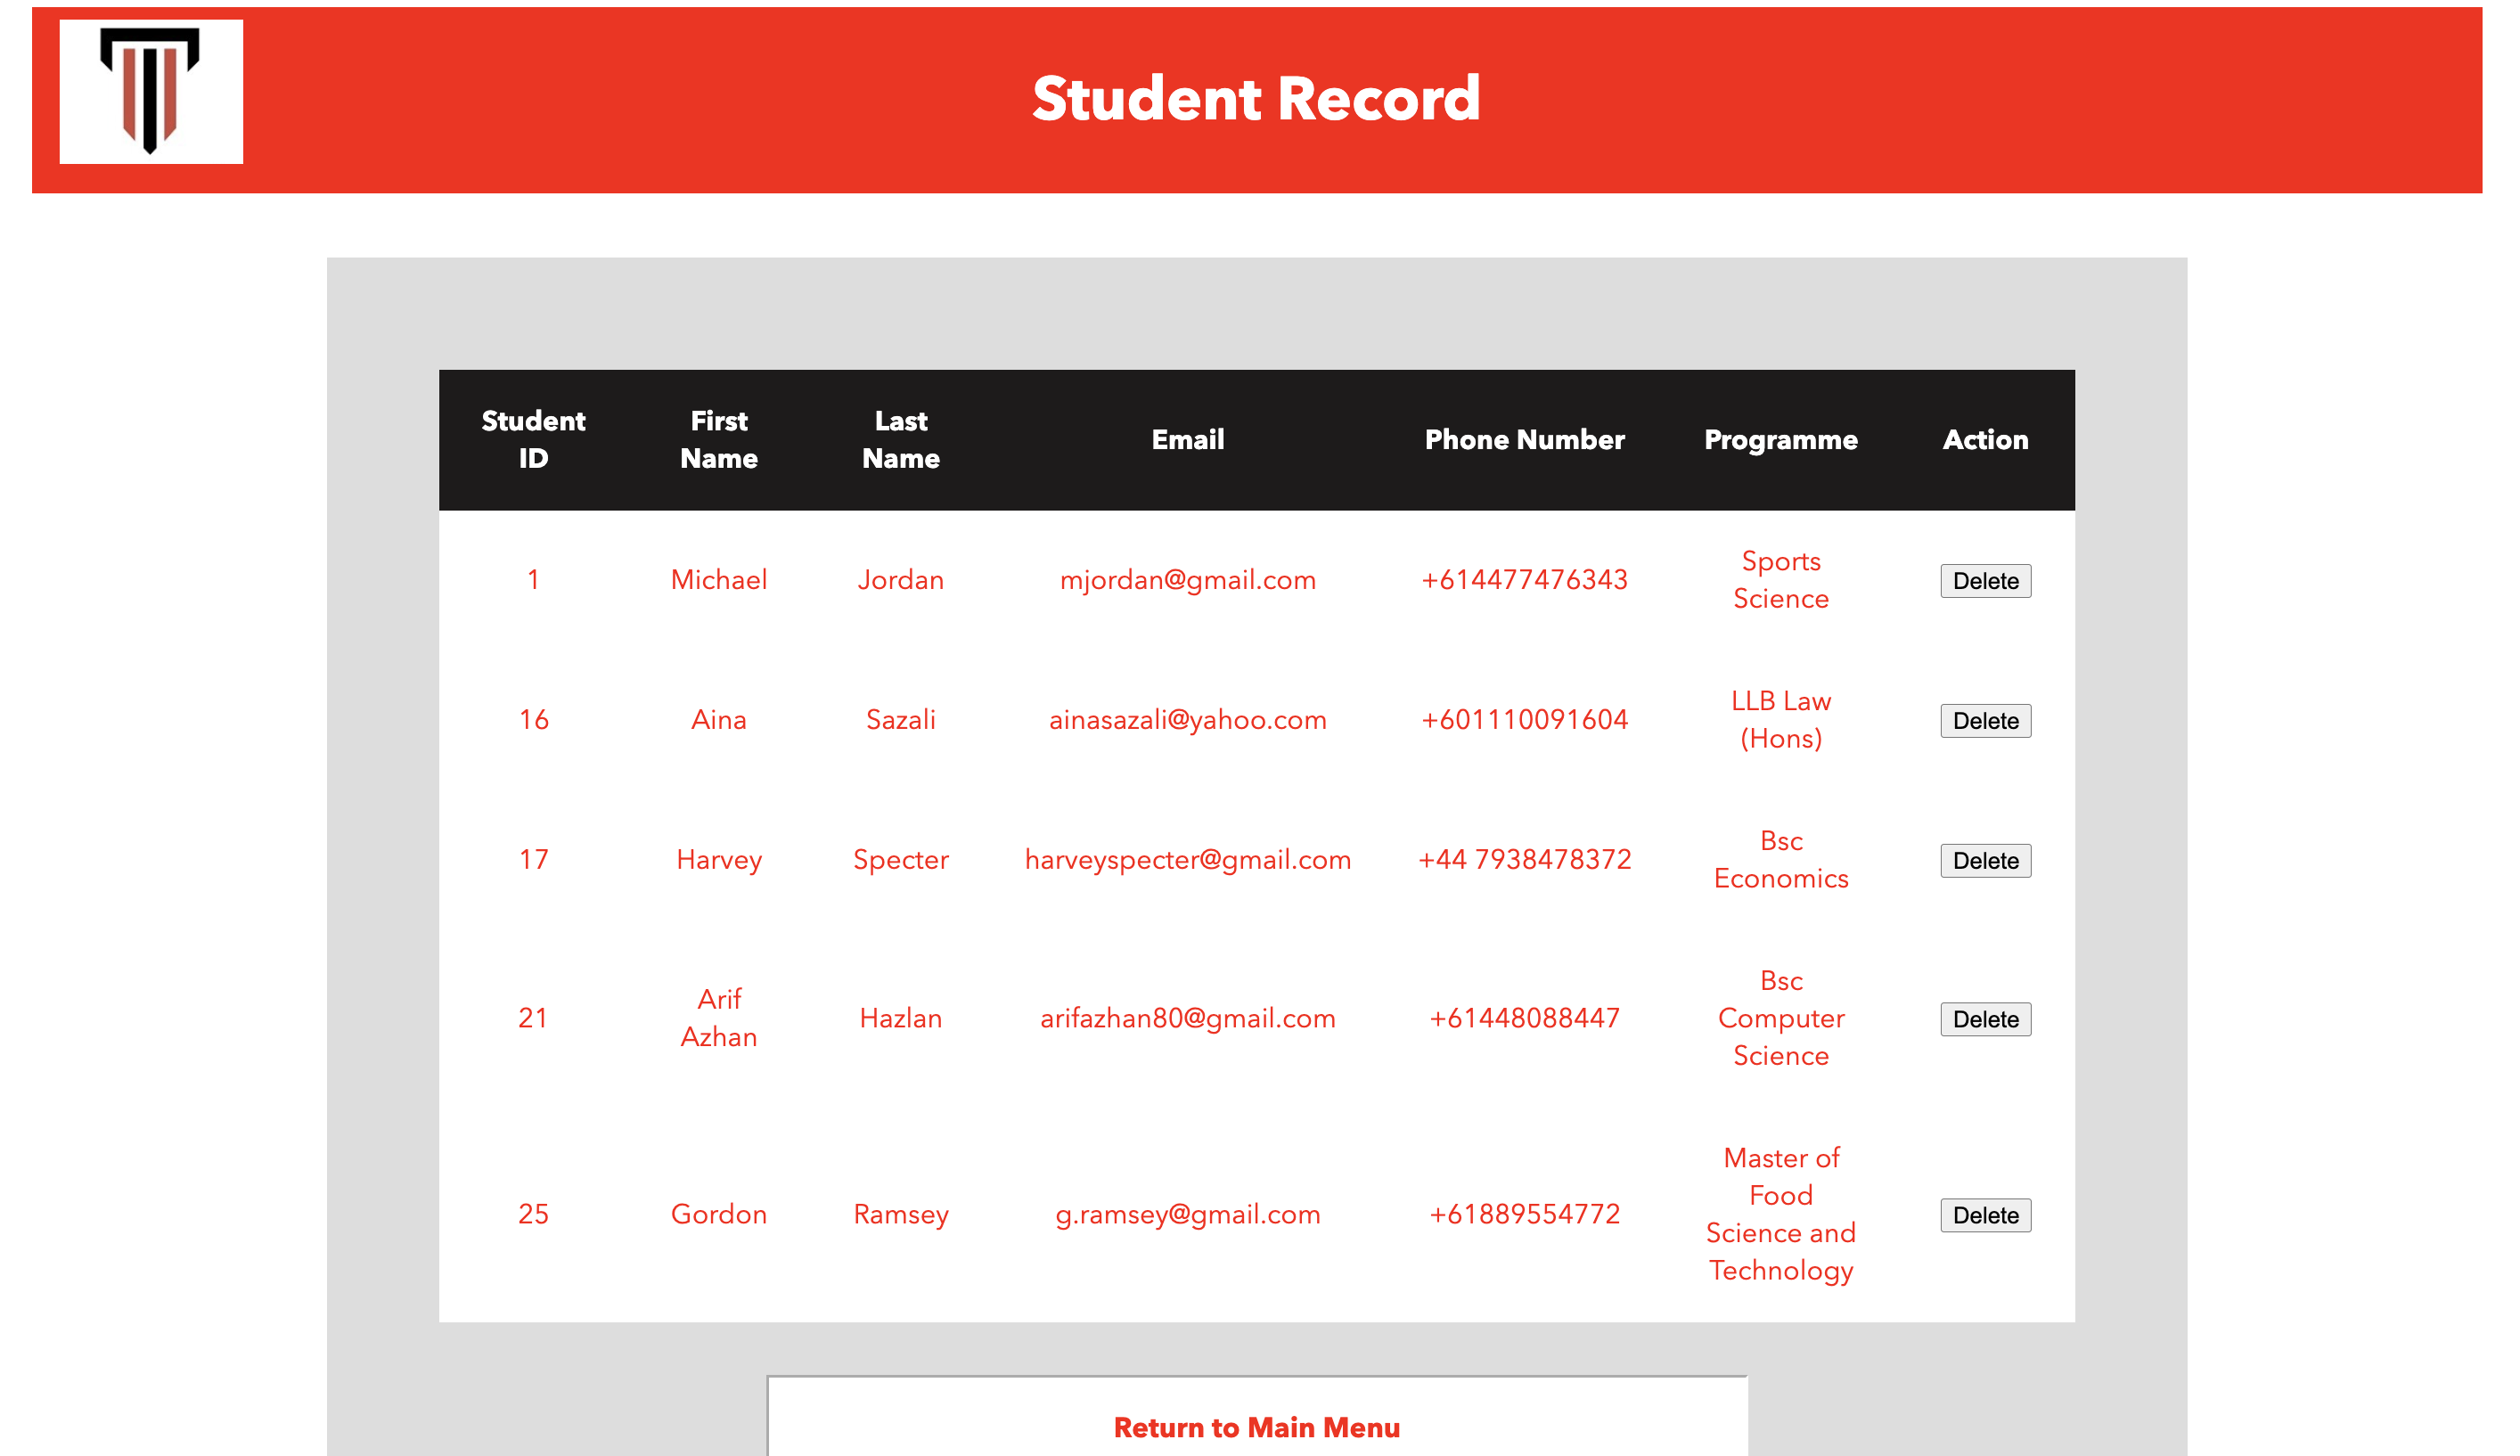 Student Record
Student ID First Name Last Name Email Phone Number Programme Action
1 Michael Jordan mjordan@gmail.com +614477476343 Sports Science Delete
16 Aina Sazali ainasazali@yahoo.com +601110091604 LLB Law (Hons) Delete
17 Harvey Specter harveyspecter@gmail.com +44 7938478372 Bsc Economics Delete
21 Arif Azhan Hazlan arifazhan80@gmail.com +61448088447 Bsc Computer Science Delete
25 Gordon Ramsey g.ramsey@gmail.com +61889554772 Master of Food Science and Technology Delete
Return to Main Menu